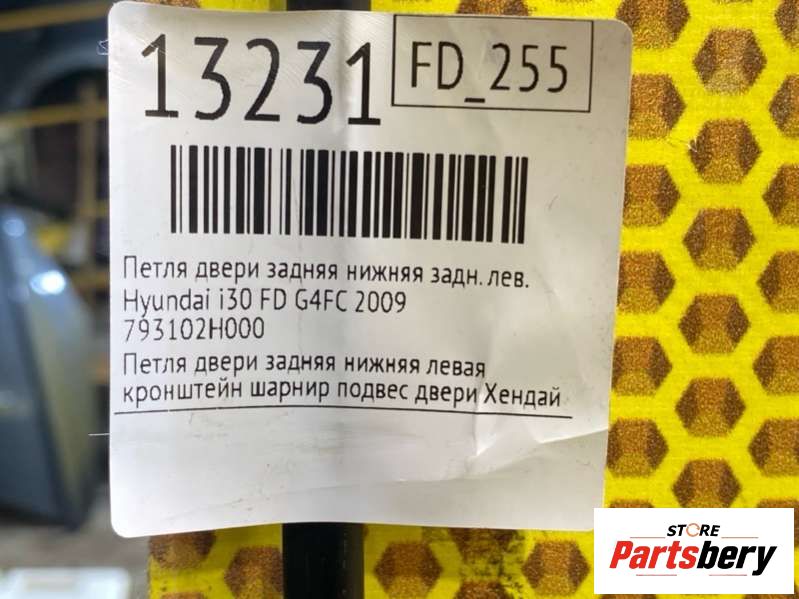 13231
FD_255
Петля двери задняя нижняя задн. лев.
Hyundai i30 FD G4FC 2009
793102H000
Петля двери задняя нижняя левая
кронштейн шарнир подвес двери Хендай
STORE
Partsbery